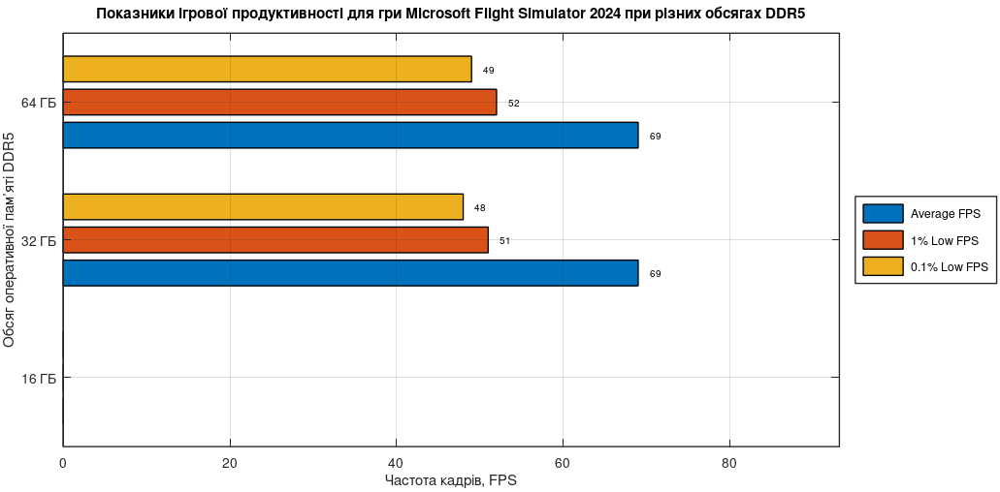 Показники ігрової продуктивності для гри Microsoft Flight Simulator 2024 при різних обсягах DDR5
Обсяг оперативної пам'яті DDR5
64 ГБ
49
52
69
32 ГБ
48
51
69
16 ГБ
0
20
40
60
80
Частота кадрів, FPS
Average FPS
1% Low FPS
0.1% Low FPS